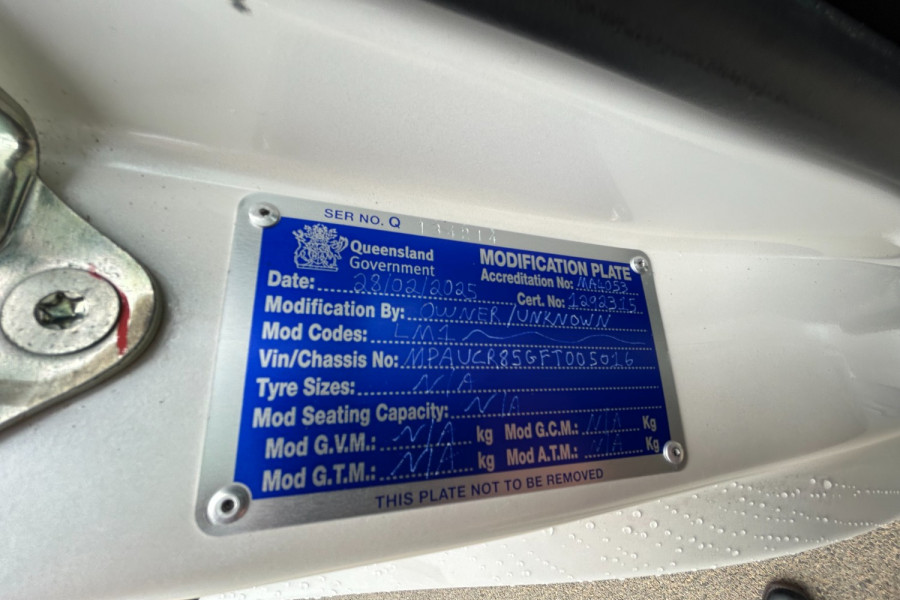 SER NO. Q
Queensland
Government
MODIFICATION PLATE
Accreditation No: MAL053
Date: 28/02/2025
Cert. No: 1298315
Modification By: OWNER/UNKNOWN
Mod Codes: LM1
Vin/Chassis No: MPAUCR85GFT005016
Tyre Sizes: N/A
Mod Seating Capacity: N/A
Mod G.V.M.: N/A kg Mod G.C.M.: N/A Kg
Mod G.T.M.: N/A kg Mod A.T.M.: N/A Kg
THIS PLATE NOT TO BE REMOVED